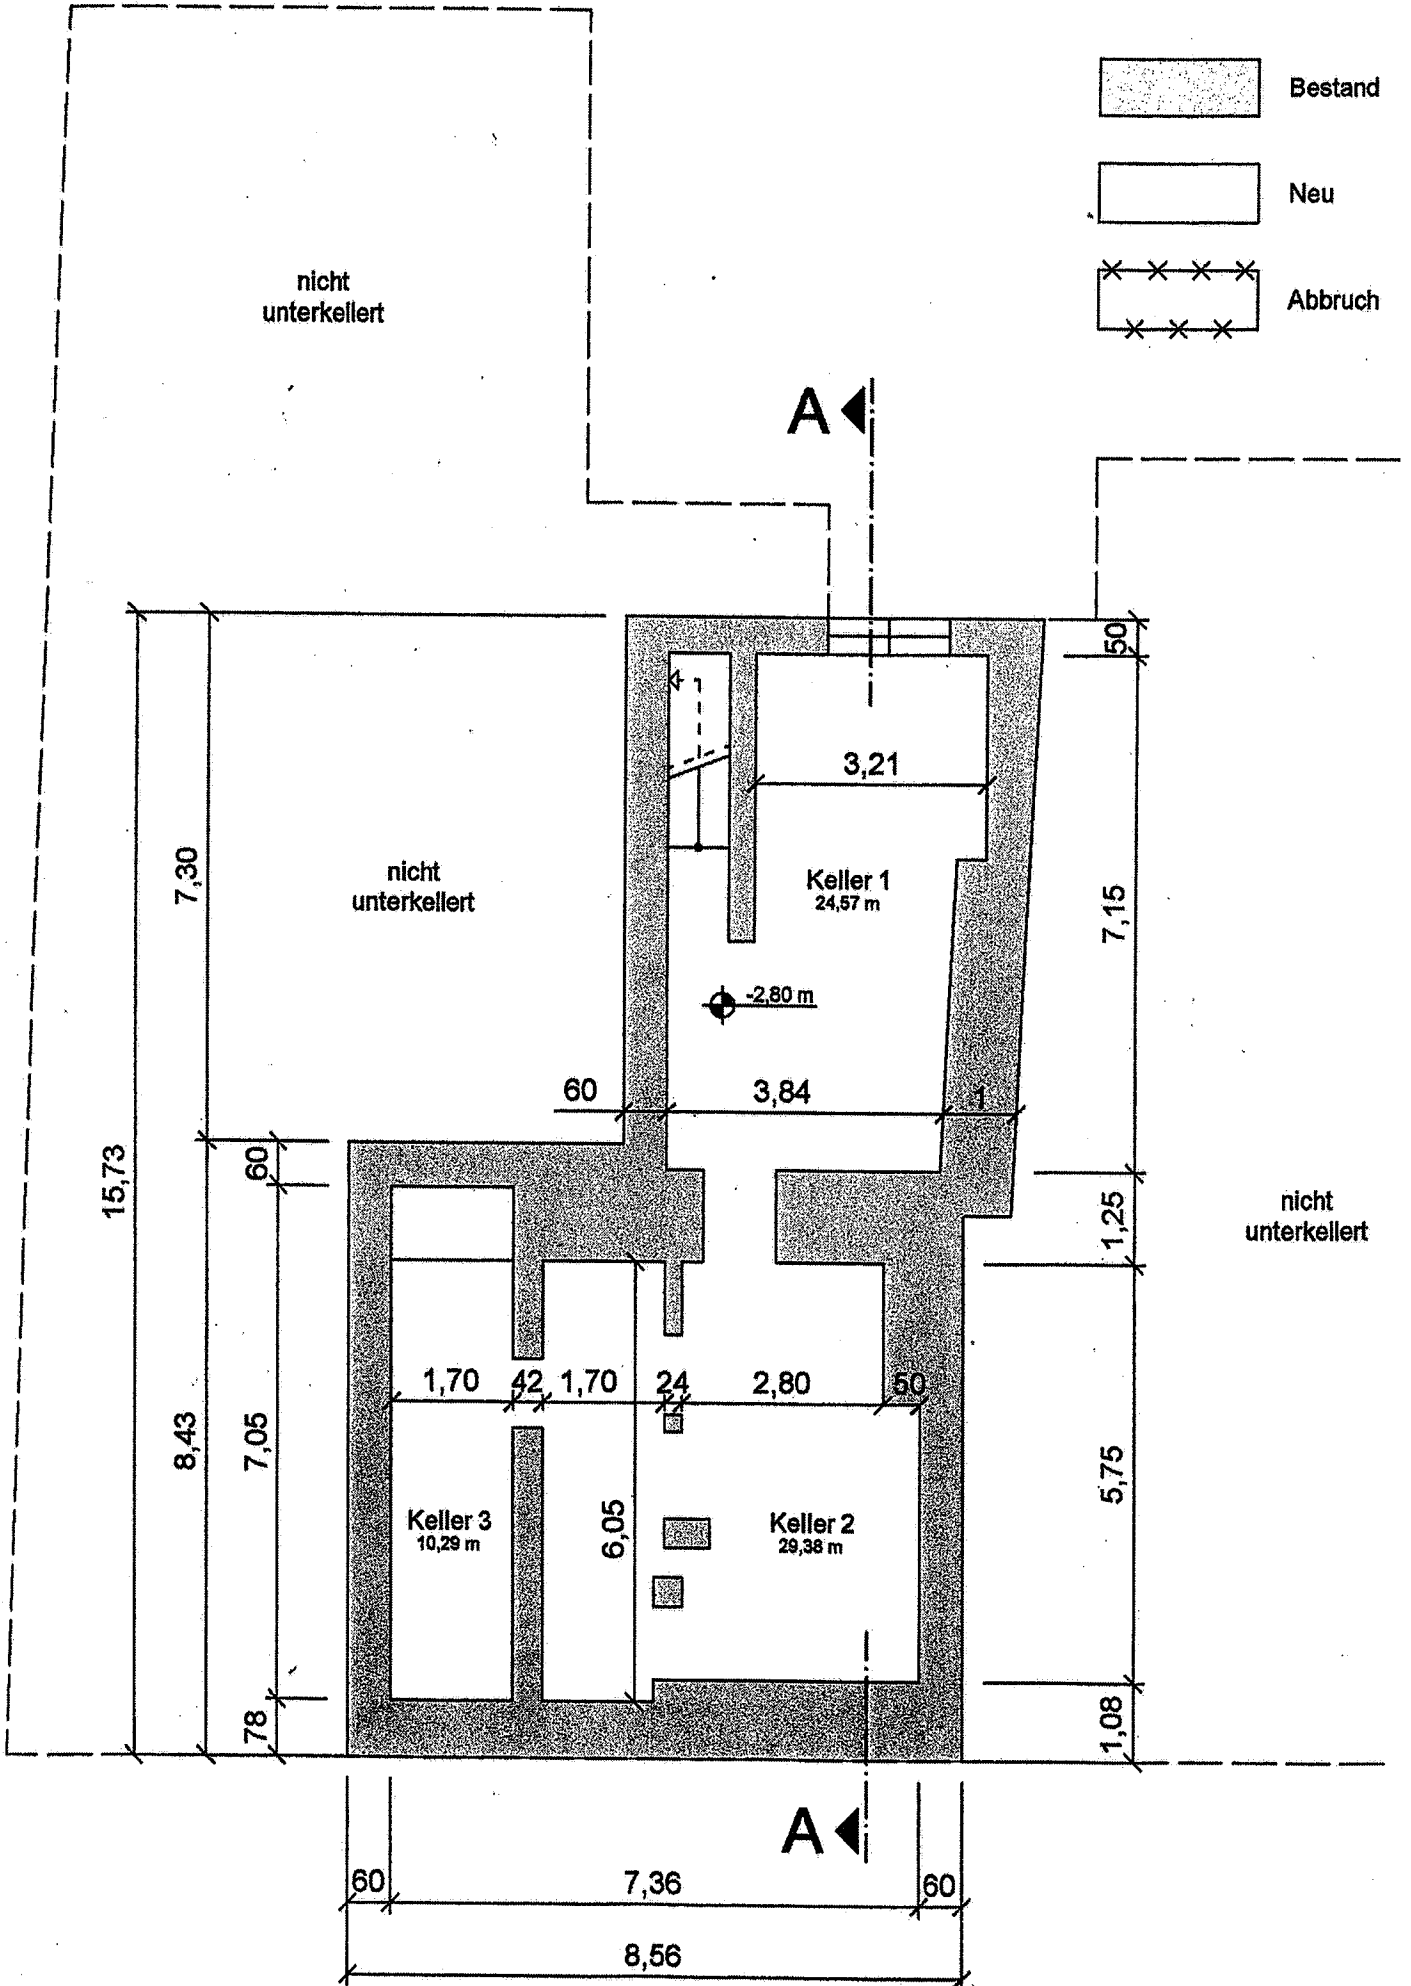 Bestand
Neu
Abbruch
nicht
unterkellert
A
50
3,21
7,30
nicht
unterkellert
Keller 1
24,57 m
7,15
-2,80 m
60
3,84
1
15,73
60
1,25
nicht
unterkellert
1,70
42
1,70
24
2,80
50
8,43
7,05
5,75
6,05
Keller 3
10,29 m
Keller 2
29,38 m
78
1,08
A
60
7,36
60
8,56